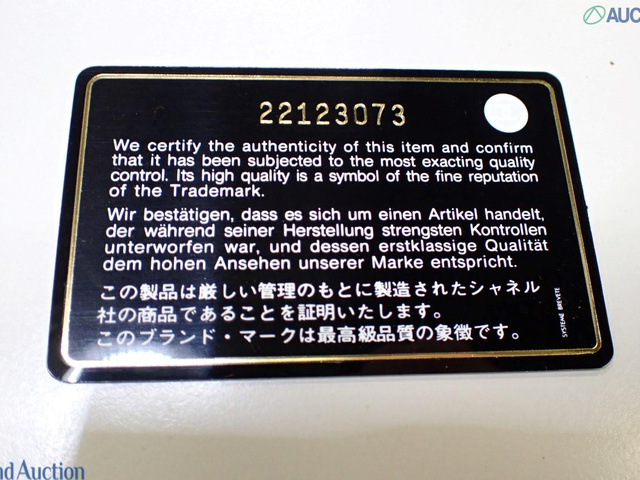 AUC
22123073
We certify the authenticity of this item and confirm
that it has been subjected to the most exacting quality
control. Its high quality is a symbol of the fine reputation
of the Trademark.
Wir bestätigen, dass es sich um einen Artikel handelt,
der während seiner Herstellung strengsten Kontrollen
unterworfen war, und dessen erstklassige Qualität
dem hohen Ansehen unserer Marke entspricht.
この製品は厳しい管理のもとに製造されたシャネル
社の商品であることを証明いたします。
このブランド・マークは最高級品質の象徴です。
SYSTEME BREVETE
nd Auction